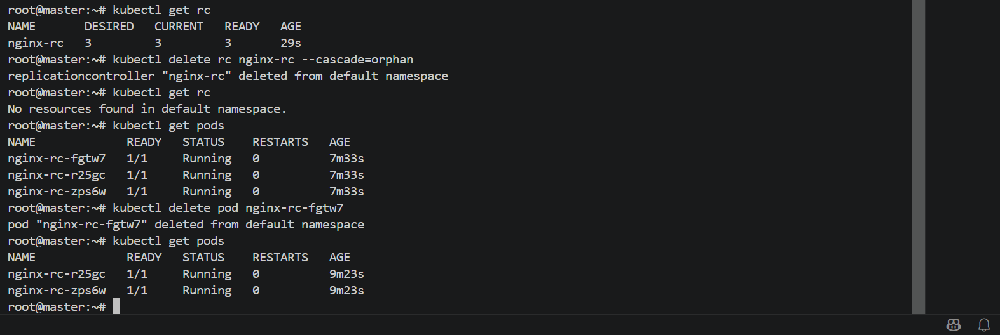 root@master:~# kubectl get rc
NAME       DESIRED   CURRENT   READY   AGE
nginx-rc   3         3         3       29s
root@master:~# kubectl delete rc nginx-rc --cascade=orphan
replicationcontroller "nginx-rc" deleted from default namespace
root@master:~# kubectl get rc
No resources found in default namespace.
root@master:~# kubectl get pods
NAME             READY   STATUS    RESTARTS   AGE
nginx-rc-fgtw7   1/1     Running   0          7m33s
nginx-rc-r25gc   1/1     Running   0          7m33s
nginx-rc-zps6w   1/1     Running   0          7m33s
root@master:~# kubectl delete pod nginx-rc-fgtw7
pod "nginx-rc-fgtw7" deleted from default namespace
root@master:~# kubectl get pods
NAME             READY   STATUS    RESTARTS   AGE
nginx-rc-r25gc   1/1     Running   0          9m23s
nginx-rc-zps6w   1/1     Running   0          9m23s
root@master:~#